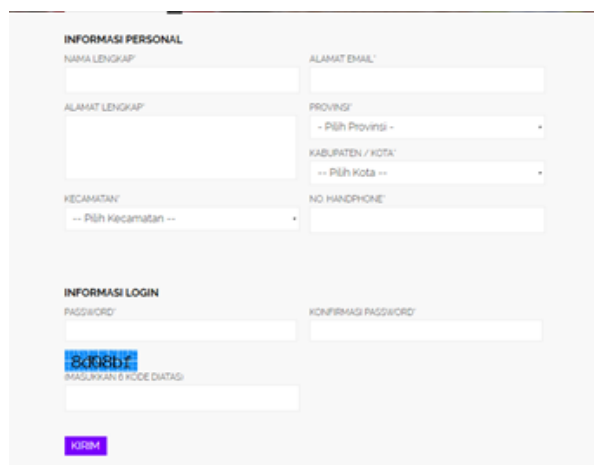 INFORMASI PERSONAL
NAMA LENGKAP*
ALAMAT EMAIL*
ALAMAT LENGKAP*
PROVINSI*
- Pilih Provinsi -
KABUPATEN / KOTA*
-- Pilih Kota --
KECAMATAN*
-- Pilih Kecamatan --
NO. HANDPHONE*
INFORMASI LOGIN
PASSWORD*
KONFIRMASI PASSWORD*
8d08bf
(MASUKKAN 6 KODE DIATAS)
KIRIM